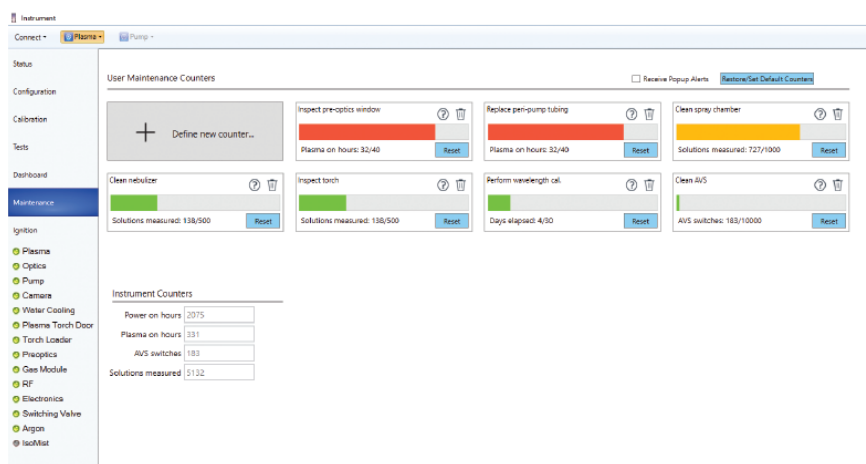 Instrument
Connect Plasma Pump
Status
Configuration
Calibration
Tests
Dashboard
Maintenance
Ignition
Plasma
Optics
Pump
Camera
Water Cooling
Plasma Torch Door
Torch Loader
Preoptics
Gas Module
RF
Electronics
Switching Valve
Argon
IsoMist
User Maintenance Counters
Receive Popup Alerts Restore/Set Default Counters
Define new counter...
Inspect pre-optics window
Plasma on hours: 32/40 Reset
Replace peri-pump tubing
Plasma on hours: 32/40 Reset
Clean spray chamber
Solutions measured: 727/1000 Reset
Clean nebulizer
Solutions measured: 138/500 Reset
Inspect torch
Solutions measured: 138/500 Reset
Perform wavelength cal.
Days elapsed: 4/30 Reset
Clean AVS
AVS switches: 183/10000 Reset
Instrument Counters
Power on hours 2075
Plasma on hours 331
AVS switches 183
Solutions measured 5132